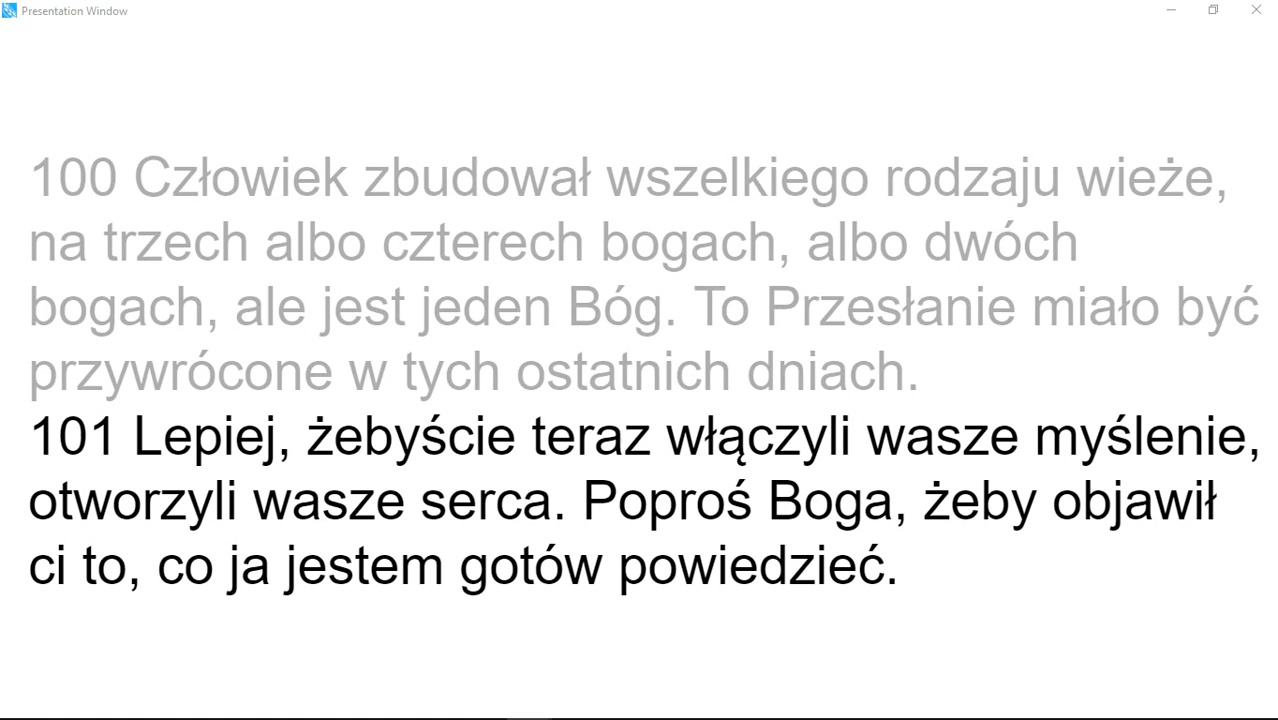 Presentation Window
100 Człowiek zbudował wszelkiego rodzaju wieże,
na trzech albo czterech bogach, albo dwóch
bogach, ale jest jeden Bóg. To Przesłanie miało być
przywrócone w tych ostatnich dniach.
101 Lepiej, żebyście teraz włączyli wasze myślenie,
otworzyli wasze serca. Poproś Boga, żeby objawił
ci to, co ja jestem gotów powiedzieć.